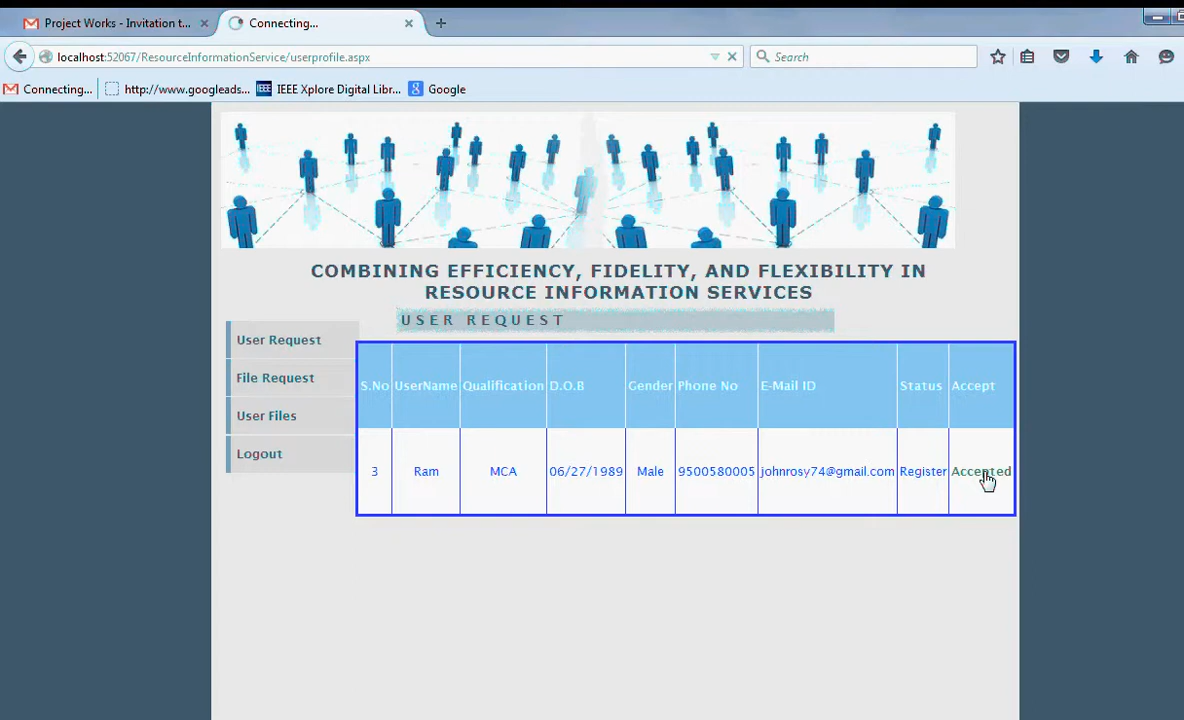 Project Works - Invitation t...
Connecting...
localhost:52067/ResourceInformationService/userprofile.aspx
Search
Connecting...
http://www.googleads...
IEEE Xplore Digital Libr...
Google
COMBINING EFFICIENCY, FIDELITY, AND FLEXIBILITY IN
RESOURCE INFORMATION SERVICES
USER REQUEST
User Request
File Request
User Files
Logout
S.No UserName Qualification D.O.B Gender Phone No E-Mail ID Status Accept
3 Ram MCA 06/27/1989 Male 9500580005 johnrosy74@gmail.com Register Accepted